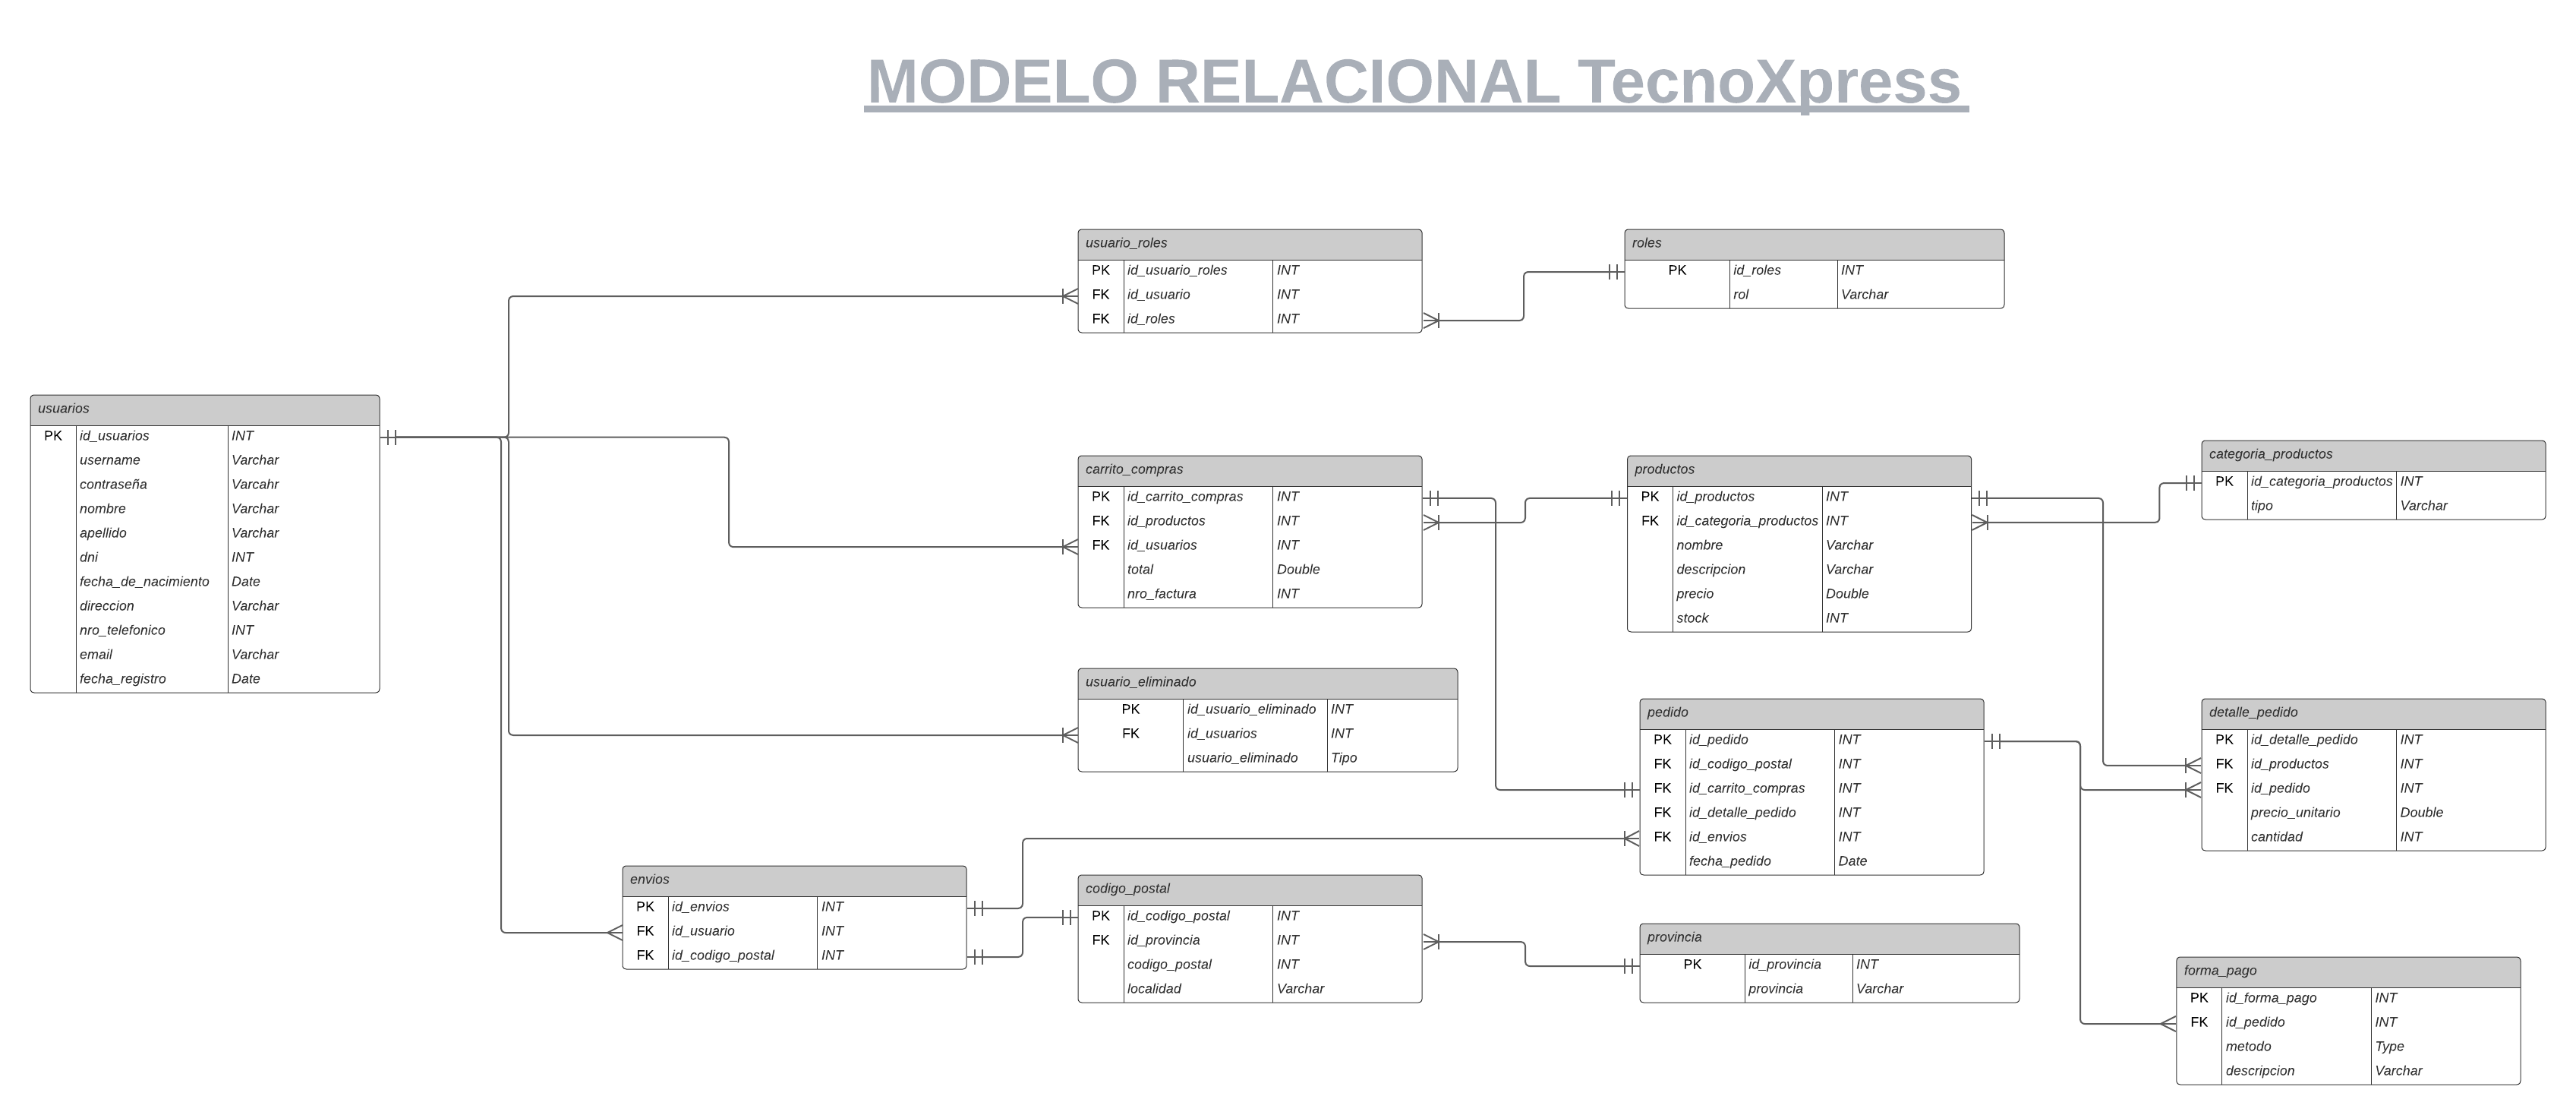 MODELO RELACIONAL TecnoXpress
usuario_roles
PK id_usuario_roles INT
FK id_usuario INT
FK id_roles INT
roles
PK id_roles INT
rol Varchar
usuarios
PK id_usuarios INT
username Varchar
contraseña Varcahr
nombre Varchar
apellido Varchar
dni INT
fecha_de_nacimiento Date
direccion Varchar
nro_telefonico INT
email Varchar
fecha_registro Date
carrito_compras
PK id_carrito_compras INT
FK id_productos INT
FK id_usuarios INT
total Double
nro_factura INT
productos
PK id_productos INT
FK id_categoria_productos INT
nombre Varchar
descripcion Varchar
precio Double
stock INT
categoria_productos
PK id_categoria_productos INT
tipo Varchar
usuario_eliminado
PK id_usuario_eliminado INT
FK id_usuarios INT
usuario_eliminado Tipo
pedido
PK id_pedido INT
FK id_codigo_postal INT
FK id_carrito_compras INT
FK id_detalle_pedido INT
FK id_envios INT
fecha_pedido Date
detalle_pedido
PK id_detalle_pedido INT
FK id_productos INT
FK id_pedido INT
precio_unitario Double
cantidad INT
envios
PK id_envios INT
FK id_usuario INT
FK id_codigo_postal INT
codigo_postal
PK id_codigo_postal INT
FK id_provincia INT
codigo_postal INT
localidad Varchar
provincia
PK id_provincia INT
provincia Varchar
forma_pago
PK id_forma_pago INT
FK id_pedido INT
metodo Type
descripcion Varchar